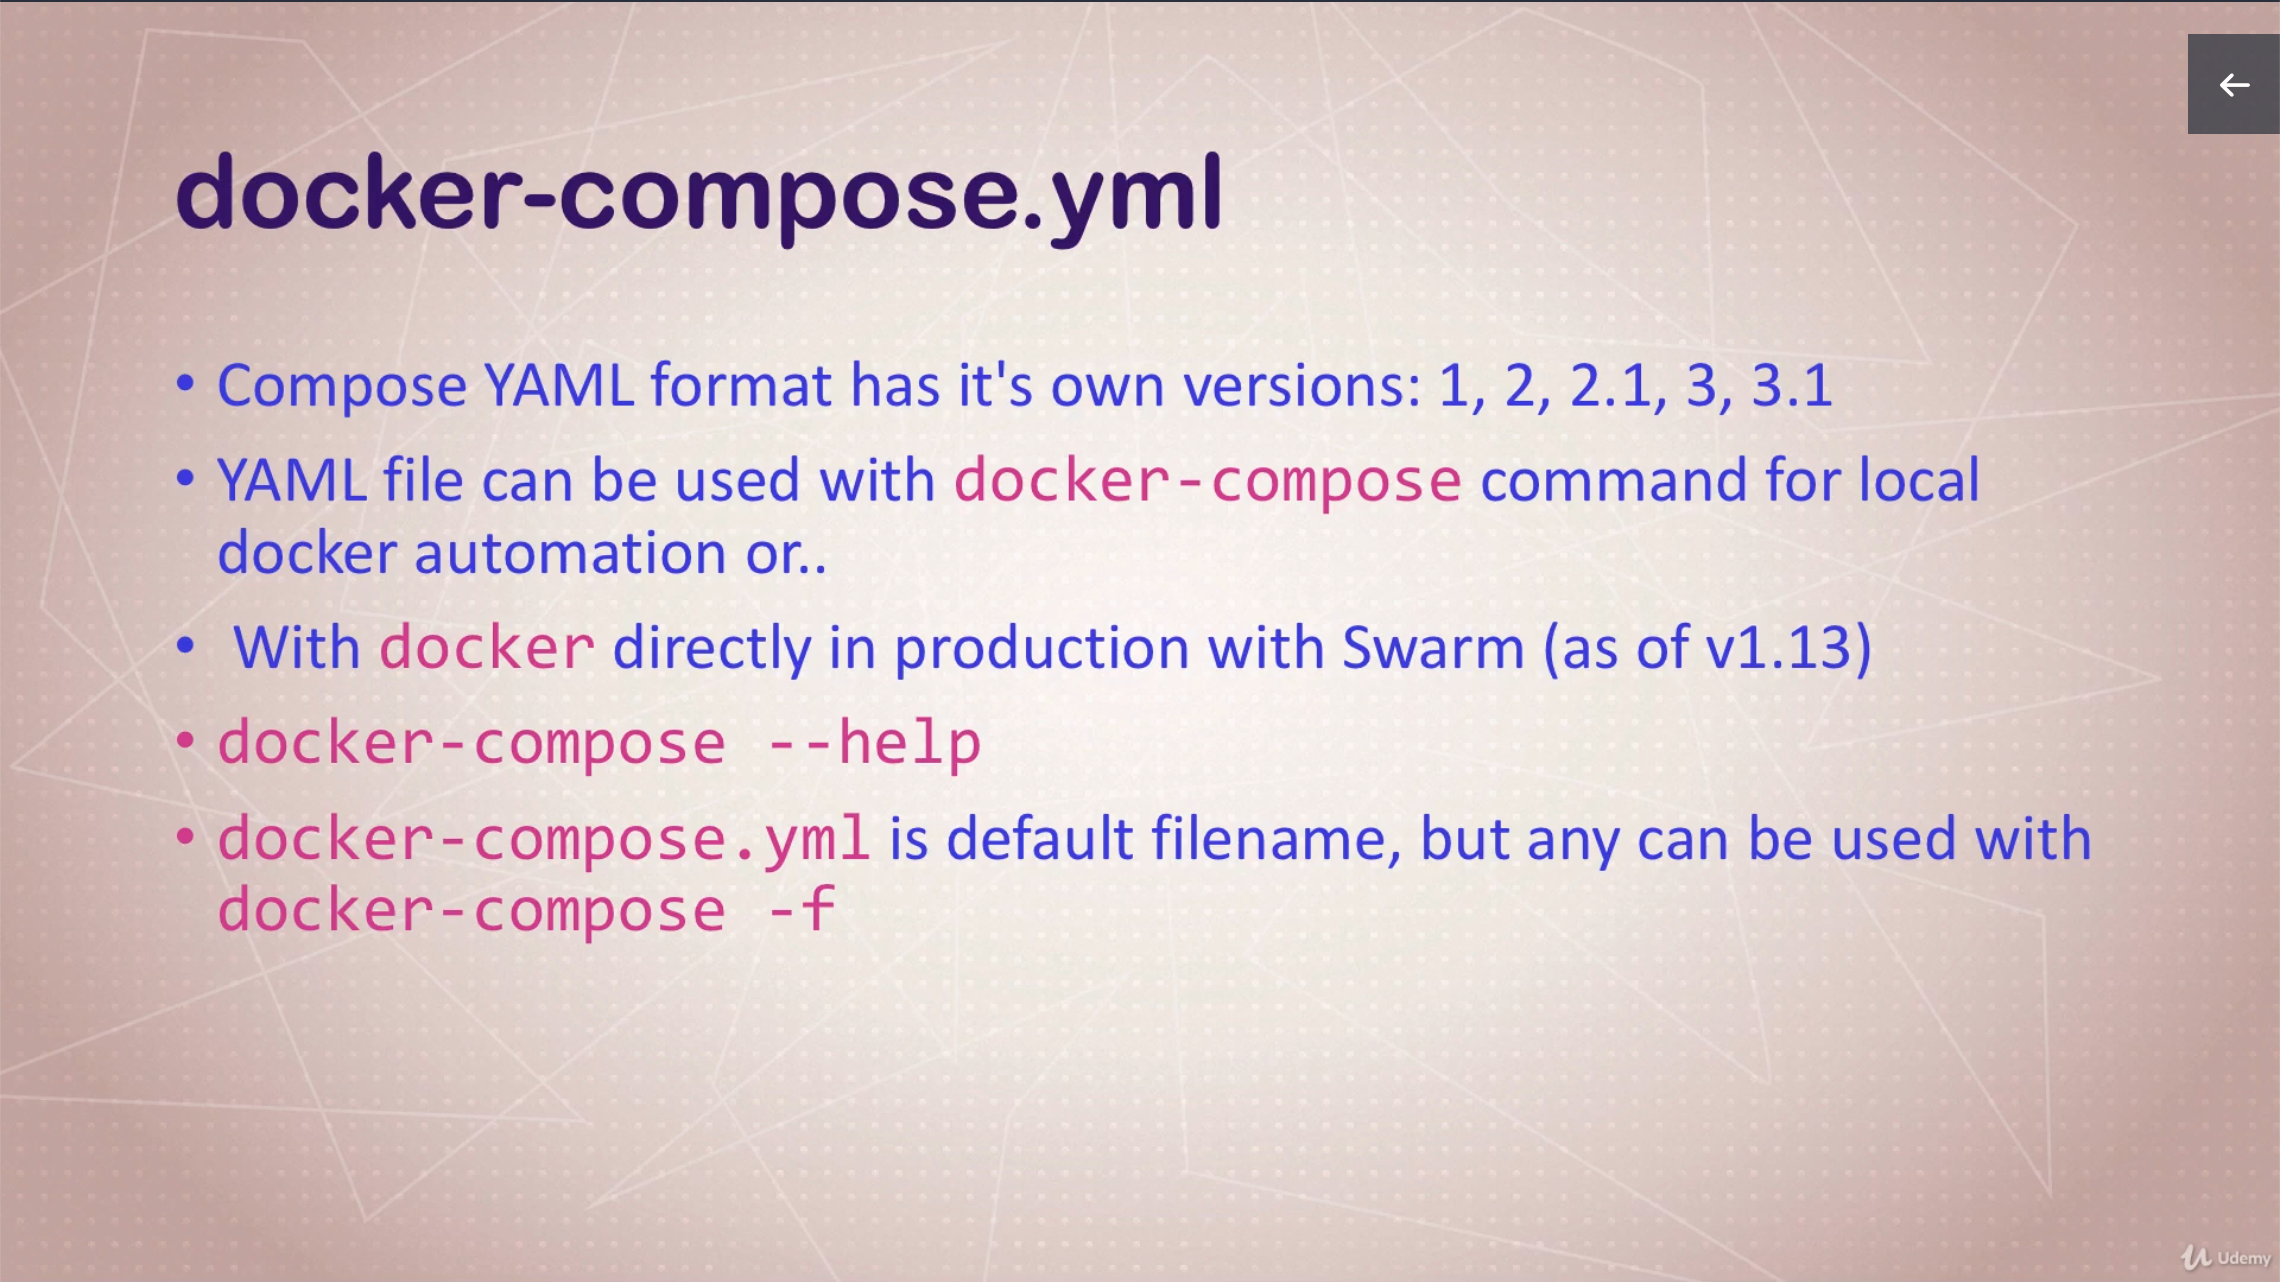 docker-compose.yml
• Compose YAML format has it's own versions: 1, 2, 2.1, 3, 3.1
• YAML file can be used with docker-compose command for local
docker automation or..
• With docker directly in production with Swarm (as of v1.13)
• docker-compose --help
• docker-compose.yml is default filename, but any can be used with
docker-compose -f
Udemy